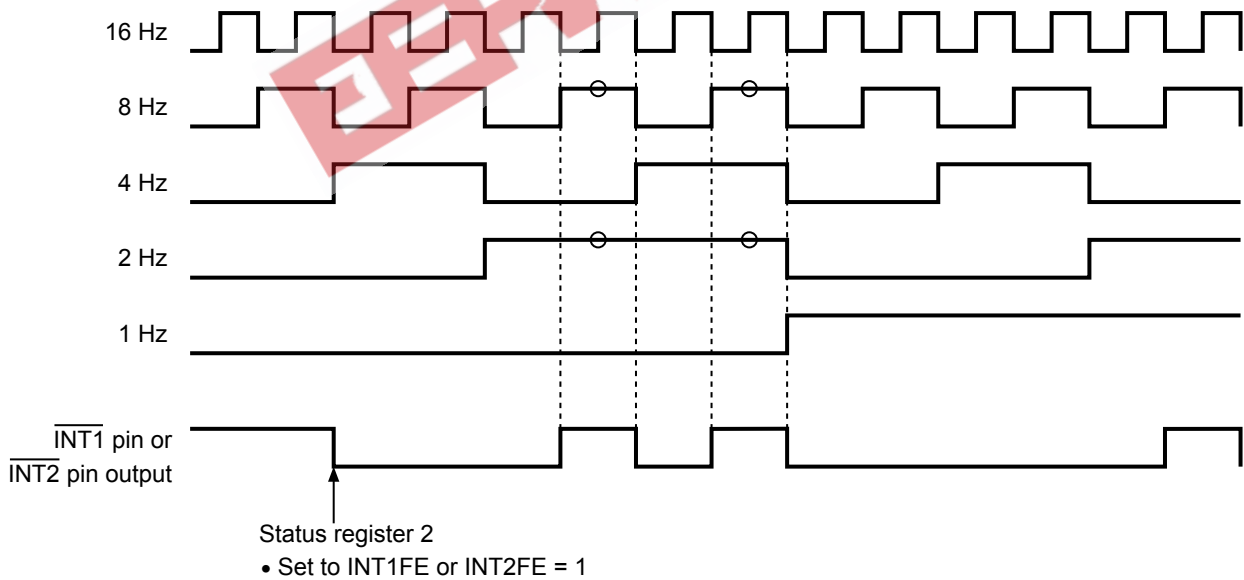 16 Hz
8 Hz
4 Hz
2 Hz
1 Hz
INT1 pin or
INT2 pin output
Status register 2
• Set to INT1FE or INT2FE = 1